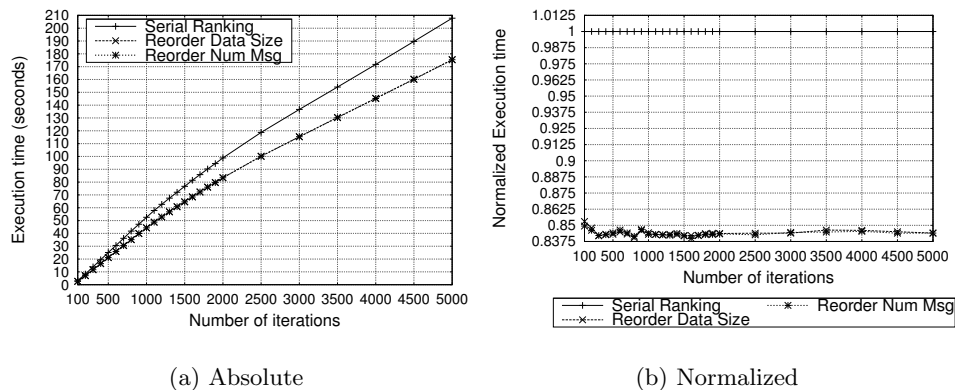 210
200
190
180
170
160
150
140
130
120
110
100
90
80
70
60
50
40
30
20
10
0
Execution time (seconds)
Serial Ranking
Reorder Data Size
Reorder Num Msg
100 500 1000 1500 2000 2500 3000 3500 4000 4500 5000
Number of iterations
(a) Absolute
1.0125
1
0.9875
0.975
0.9625
0.95
0.9375
0.925
0.9125
0.9
0.8875
0.875
0.8625
0.85
0.8375
Normalized Execution time
100 500 1000 1500 2000 2500 3000 3500 4000 4500 5000
Number of iterations
Serial Ranking
Reorder Data Size
Reorder Num Msg
(b) Normalized